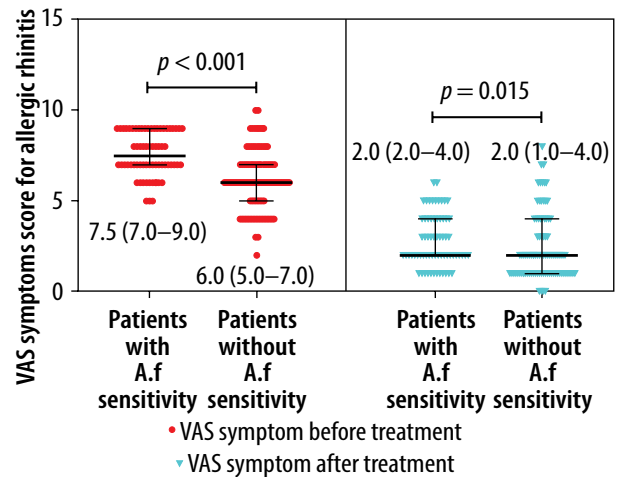 VAS symptoms score for allergic rhinitis
15
10
5
0
p < 0.001
p = 0.015
7.5 (7.0–9.0)
6.0 (5.0–7.0)
2.0 (2.0–4.0)
2.0 (1.0–4.0)
Patients
with
A.f
sensitivity
Patients
without
A.f
sensitivity
Patients
with
A.f
sensitivity
Patients
without
A.f
sensitivity
VAS symptom before treatment
VAS symptom after treatment